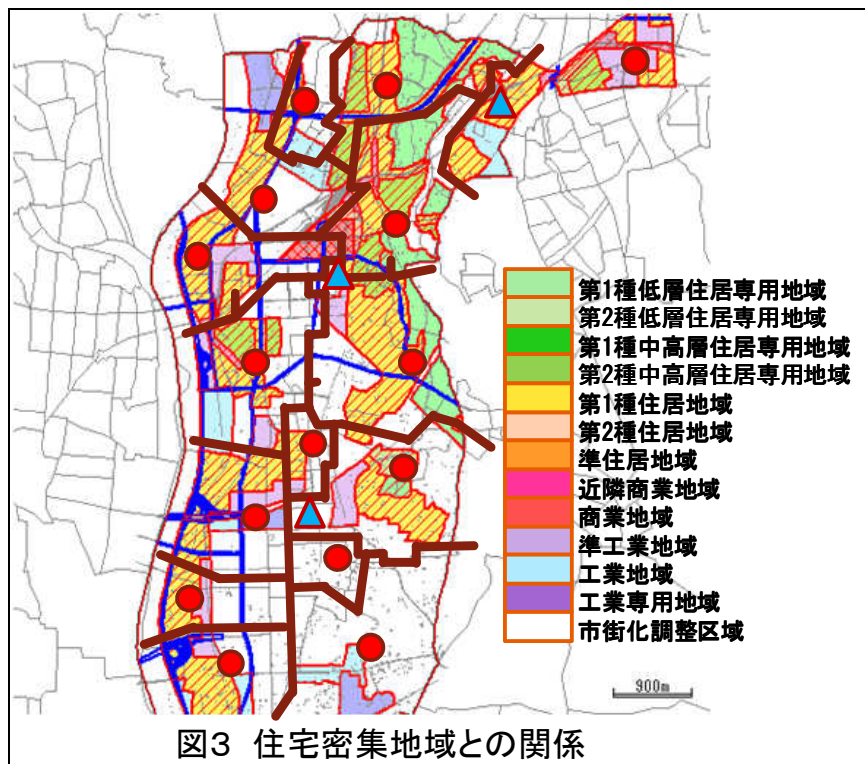 第1種低層住居専用地域
第2種低層住居専用地域
第1種中高層住居専用地域
第2種中高層住居専用地域
第1種住居地域
第2種住居地域
準住居地域
近隣商業地域
商業地域
準工業地域
工業地域
工業専用地域
市街化調整区域
900m
図3 住宅密集地域との関係